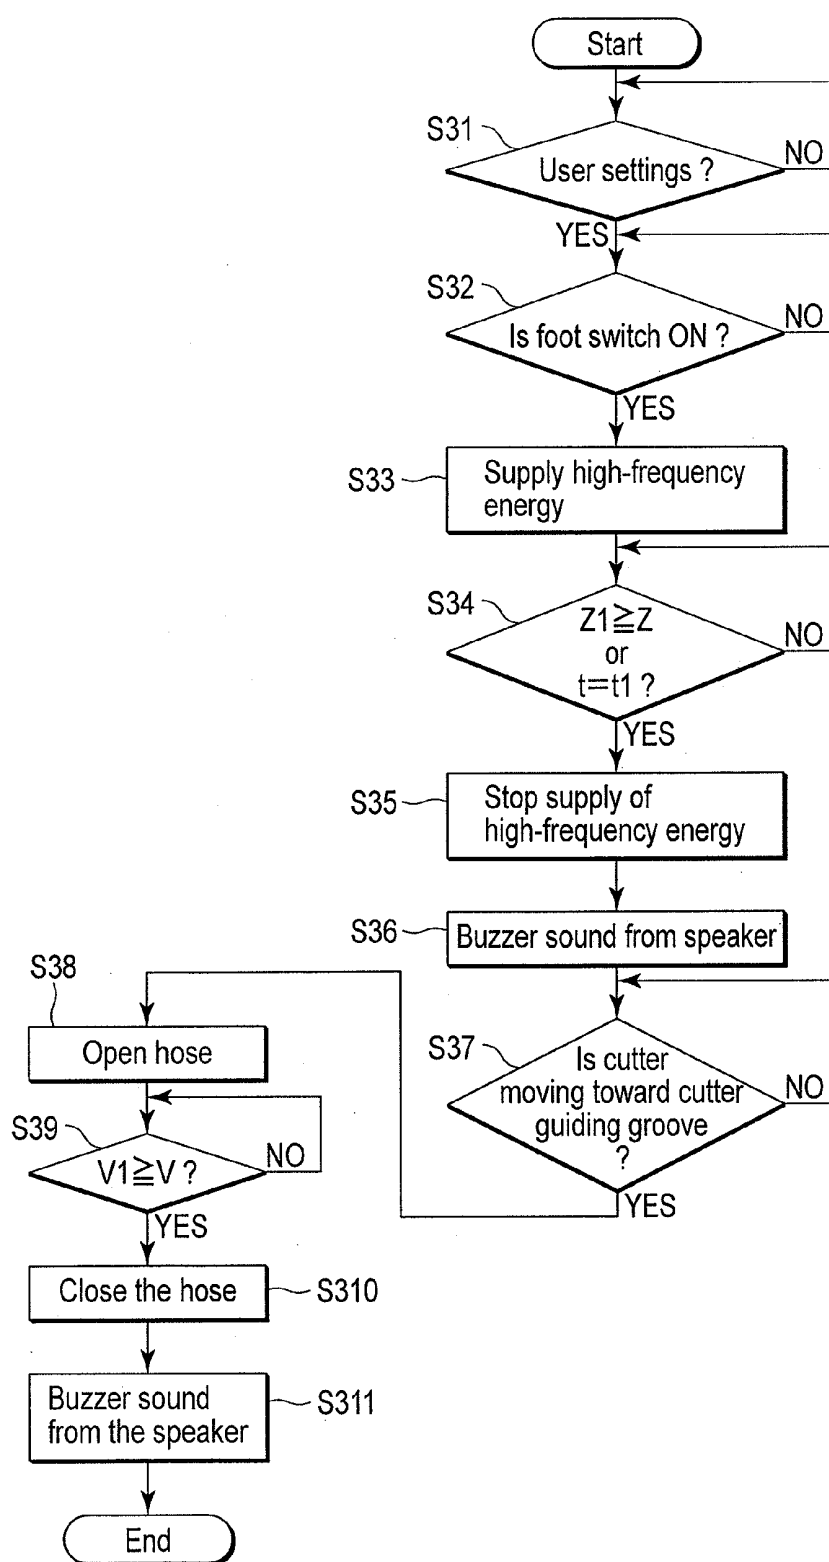 Start
S31
User settings ?
NO
YES
S32
Is foot switch ON ?
NO
YES
S33
Supply high-frequency
energy
S34
Z1≧Z
or
t=t1 ?
NO
YES
S35
Stop supply of
high-frequency energy
S36
Buzzer sound from speaker
S37
Is cutter
moving toward cutter
guiding groove
?
NO
YES
S38
Open hose
S39
V1≧V ?
NO
YES
Close the hose
S310
Buzzer sound
from the speaker
S311
End